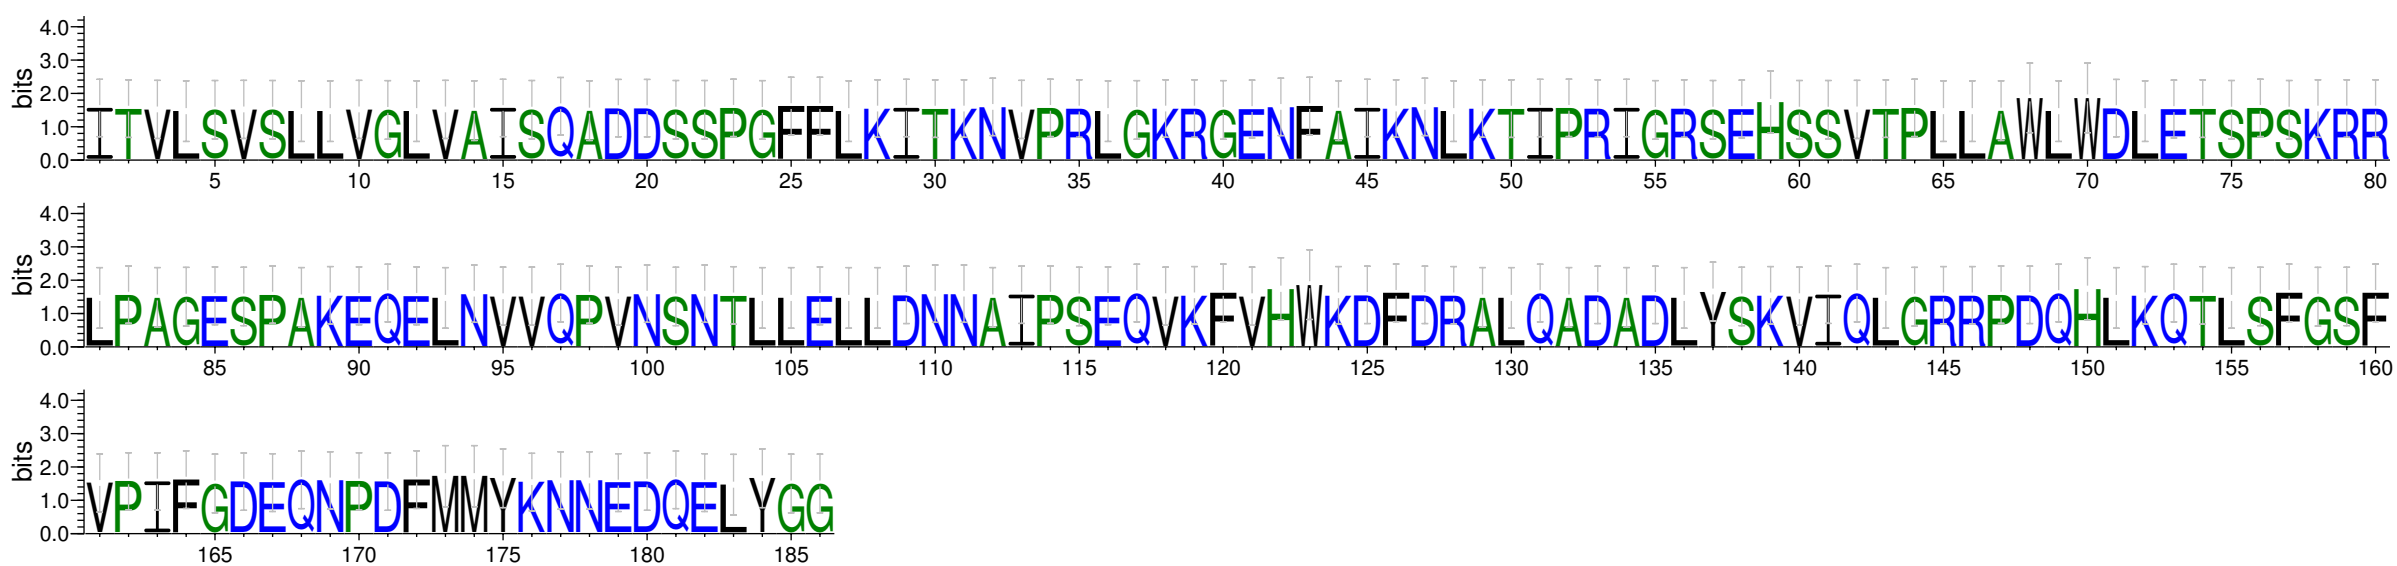 4.0
3.0
2.0
1.0
0.0
bits
ITVLSVSLLVGLVAISQADDSSPGFFLKITKNVPRLGKRGENFAIKNLKTIPRIGRSEHSSVTPLLAWLWDLETSPSKRR
5 10 15 20 25 30 35 40 45 50 55 60 65 70 75 80
4.0
3.0
2.0
1.0
0.0
bits
LPAGESPAKEQELNVVQPVNSNTLLELLDNNAIPSEQVKFVHWKDFDRALQADADLYSKVIQLGRRPDQHLKQTLSFGSF
85 90 95 100 105 110 115 120 125 130 135 140 145 150 155 160
4.0
3.0
2.0
1.0
0.0
bits
VPIFGDEQNPDFMMYKNNEDQELYGG
165 170 175 180 185